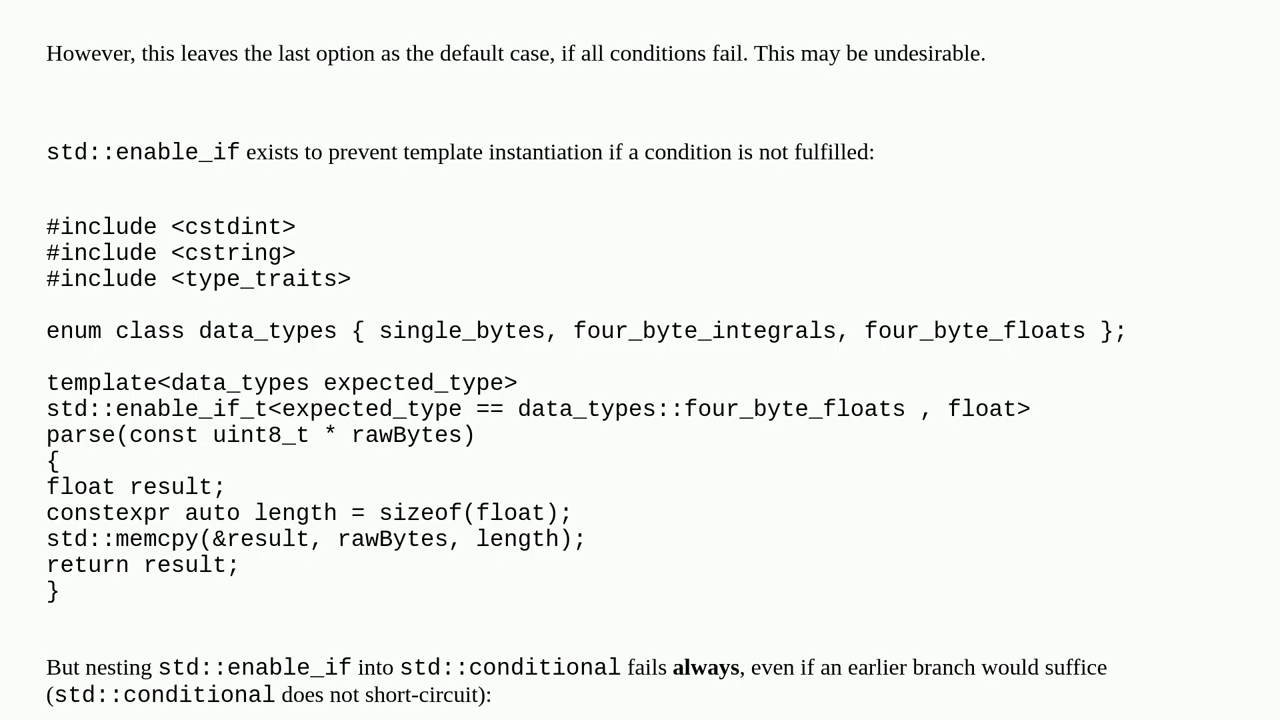 However, this leaves the last option as the default case, if all conditions fail. This may be undesirable.
std::enable_if exists to prevent template instantiation if a condition is not fulfilled:
#include <cstdint>
#include <cstring>
#include <type_traits>
enum class data_types { single_bytes, four_byte_integrals, four_byte_floats };
template<data_types expected_type>
std::enable_if_t<expected_type == data_types::four_byte_floats , float>
parse(const uint8_t * rawBytes)
{
float result;
constexpr auto length = sizeof(float);
std::memcpy(&result, rawBytes, length);
return result;
}
But nesting std::enable_if into std::conditional fails always, even if an earlier branch would suffice
(std::conditional does not short-circuit):